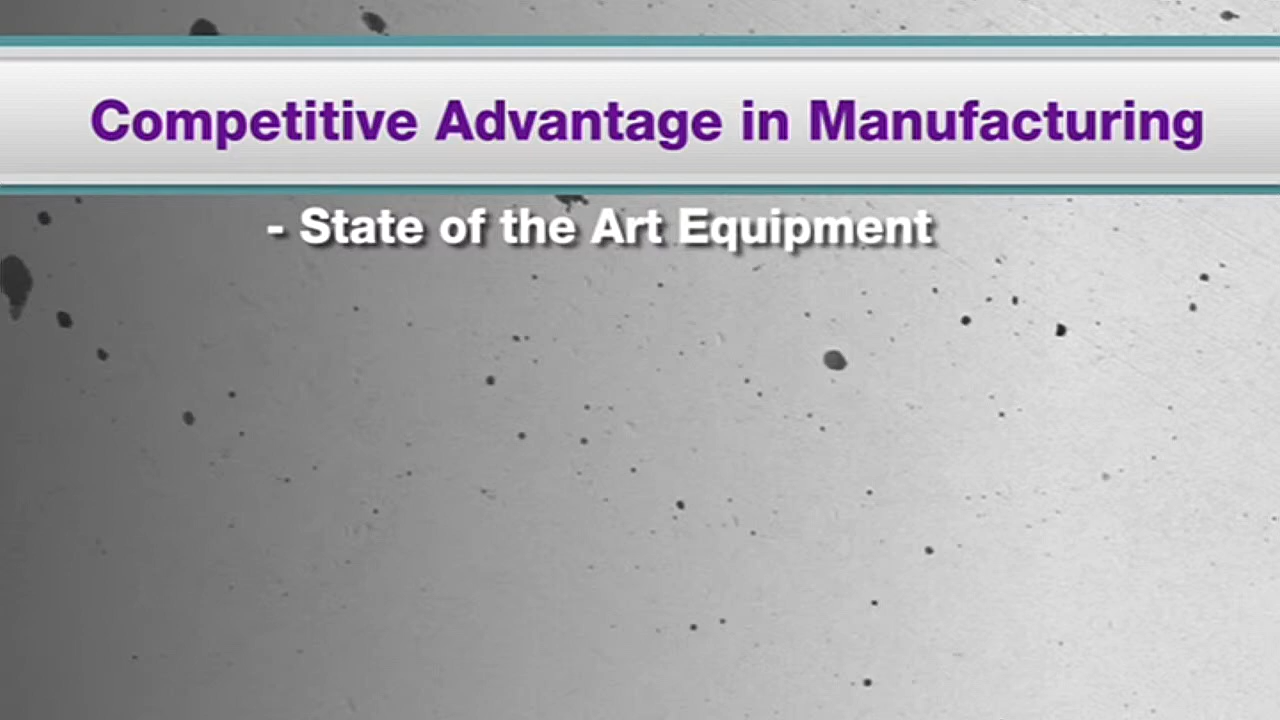 Competitive Advantage in Manufacturing
- State of the Art Equipment